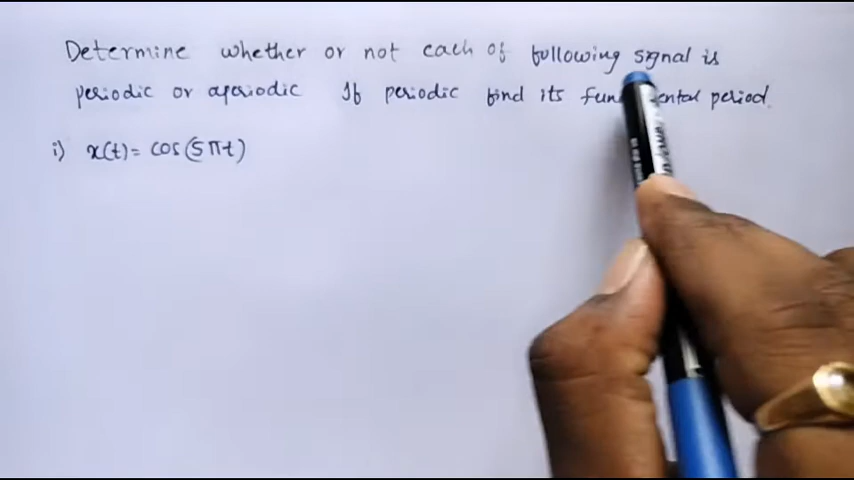 Determine whether or not each of following signal is
periodic or aperiodic If periodic find its period
i) x(t) = cos(5πt)